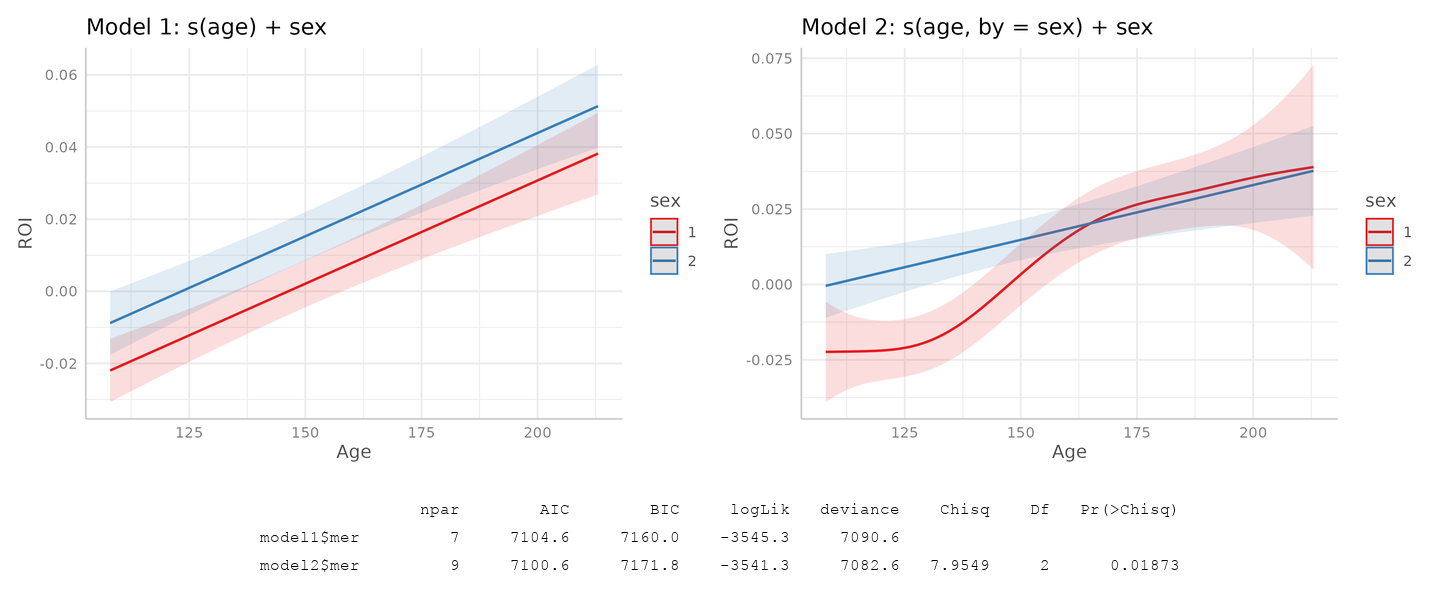 Model 1: s(age) + sex
0.06
0.04
0.02
0.00
-0.02
ROI
125 150 175 200
Age
sex
1
2
Model 2: s(age, by = sex) + sex
0.075
0.050
0.025
0.000
-0.025
ROI
125 150 175 200
Age
sex
1
2
npar AIC BIC logLik deviance Chisq Df Pr(>Chisq)
model1$mer 7 7104.6 7160.0 -3545.3 7090.6
model2$mer 9 7100.6 7171.8 -3541.3 7082.6 7.9549 2 0.01873